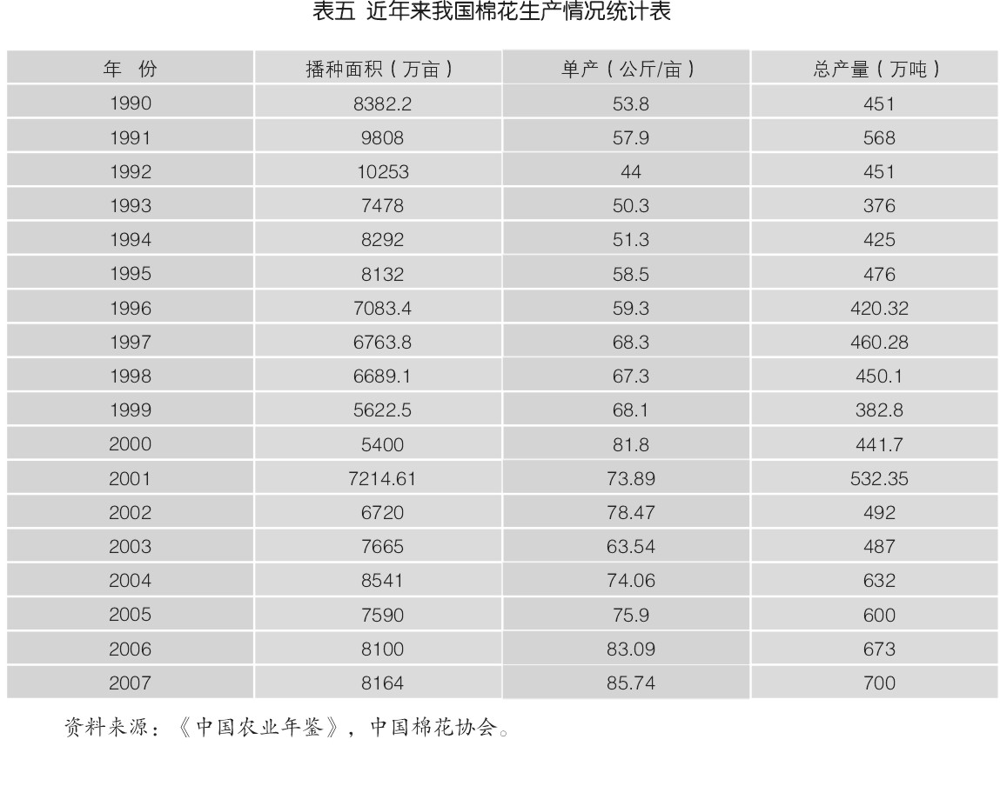 表五 近年来我国棉花生产情况统计表
年 份 播种面积（万亩） 单产（公斤/亩） 总产量（万吨）
1990 8382.2 53.8 451
1991 9808 57.9 568
1992 10253 44 451
1993 7478 50.3 376
1994 8292 51.3 425
1995 8132 58.5 476
1996 7083.4 59.3 420.32
1997 6763.8 68.3 460.28
1998 6689.1 67.3 450.1
1999 5622.5 68.1 382.8
2000 5400 81.8 441.7
2001 7214.61 73.89 532.35
2002 6720 78.47 492
2003 7665 63.54 487
2004 8541 74.06 632
2005 7590 75.9 600
2006 8100 83.09 673
2007 8164 85.74 700
资料来源：《中国农业年鉴》，中国棉花协会。